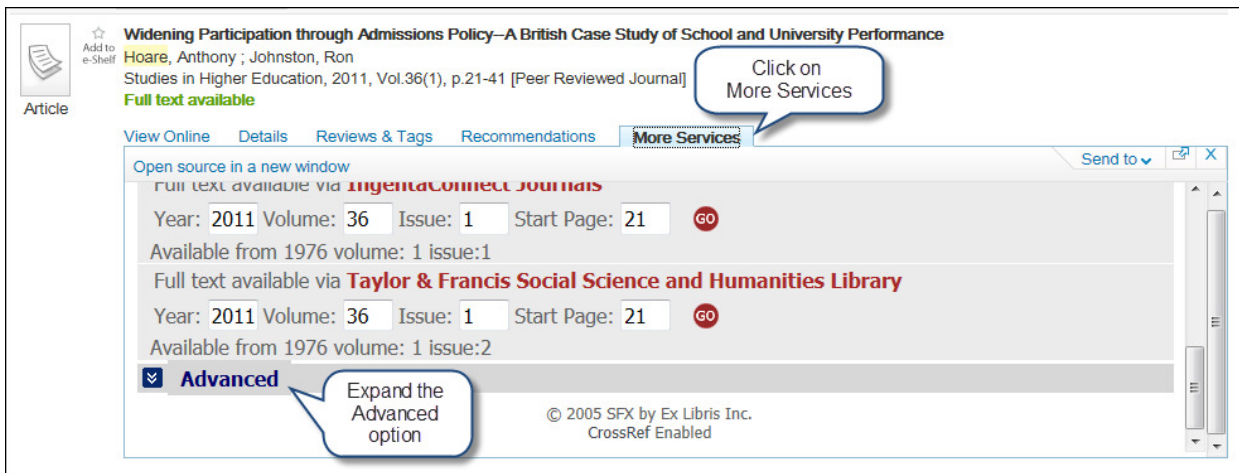 Widening Participation through Admissions Policy–A British Case Study of School and University Performance
Add to
e-Shelf
Hoare, Anthony ; Johnston, Ron
Studies in Higher Education, 2011, Vol.36(1), p.21-41 [Peer Reviewed Journal]
Full text available
Article
Click on
More Services
View Online Details Reviews & Tags Recommendations More Services
Open source in a new window
Send to
X
Full text available via IngentaConnect Journals
Year: 2011 Volume: 36 Issue: 1 Start Page: 21 GO
Available from 1976 volume: 1 issue:1
Full text available via Taylor & Francis Social Science and Humanities Library
Year: 2011 Volume: 36 Issue: 1 Start Page: 21 GO
Available from 1976 volume: 1 issue:2
Advanced
Expand the
Advanced
option
© 2005 SFX by Ex Libris Inc.
CrossRef Enabled